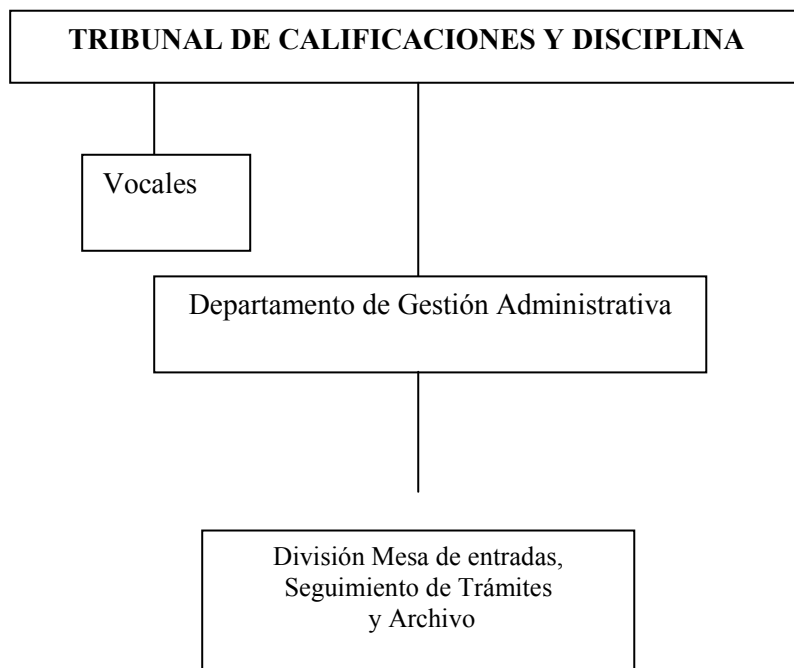 TRIBUNAL DE CALIFICACIONES Y DISCIPLINA
Vocales
Departamento de Gestión Administrativa
División Mesa de entradas,
Seguimiento de Trámites
y Archivo